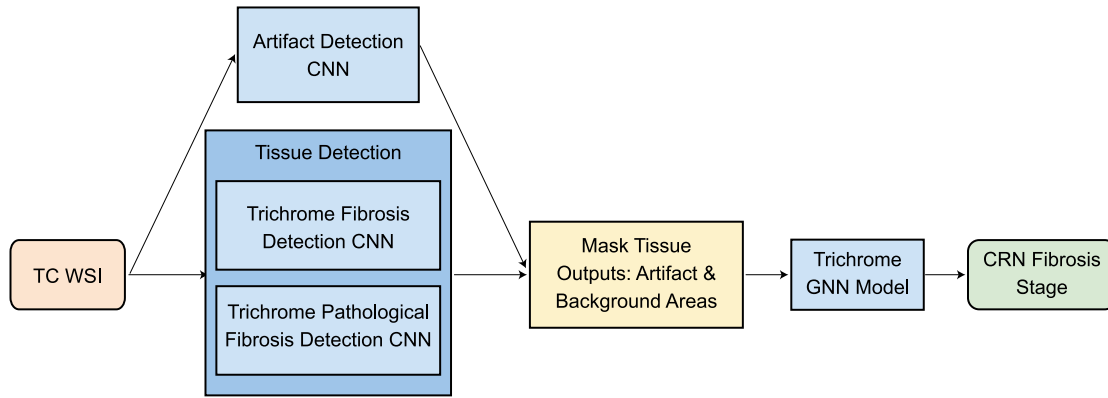 Artifact Detection
CNN
Tissue Detection
Trichrome Fibrosis
Detection CNN
Trichrome Pathological
Fibrosis Detection CNN
TC WSI
Mask Tissue
Outputs: Artifact &
Background Areas
Trichrome
GNN Model
CRN Fibrosis
Stage